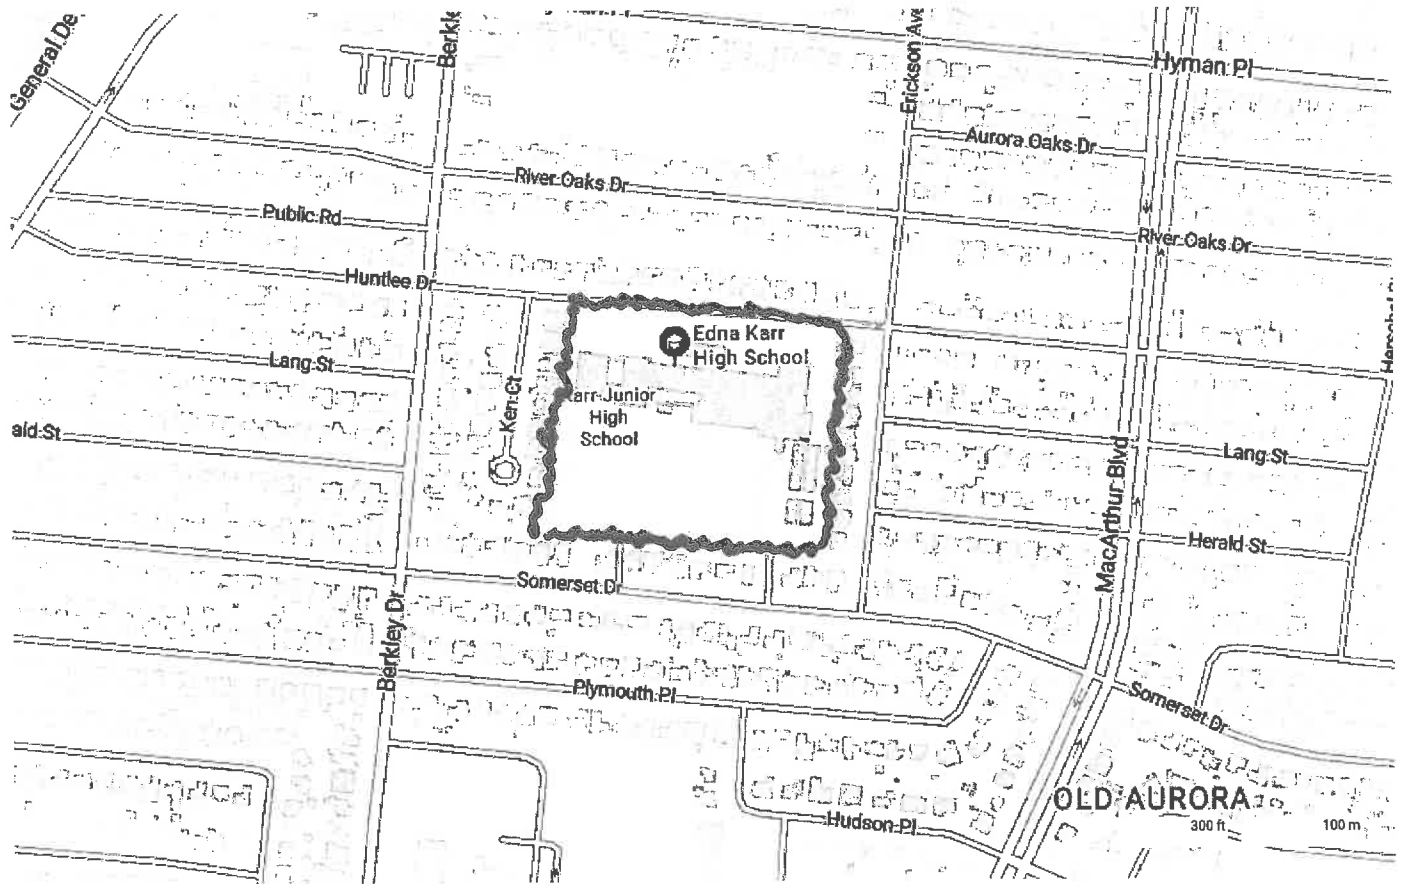 General De
Berkle
Erickson Ave
Hyman Pl
Aurora Oaks Dr
River Oaks Dr
River Oaks Dr
Public Rd
Huntlee Dr
Edna Karr
High School
Lang St
Ken Ct
arr Junior
High
School
ald St
MacArthur Blvd
Lang St
Herald St
Somerset Dr
Berkley Dr
Plymouth Pl
Somerset Dr
OLD AURORA
Hudson Pl
300 ft
100 m